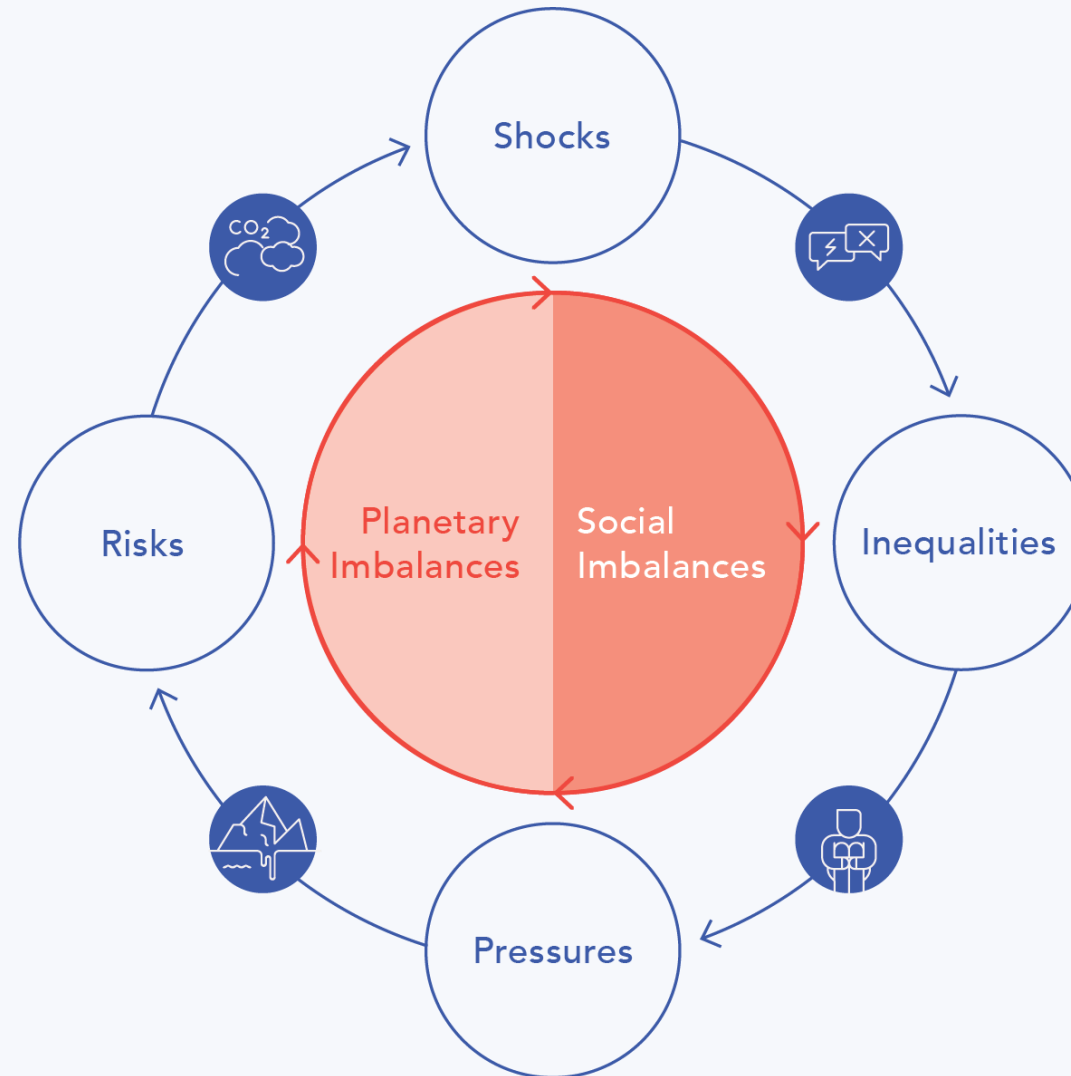 Shocks
CO₂
Planetary
Imbalances
Social
Imbalances
Risks
Inequalities
Pressures